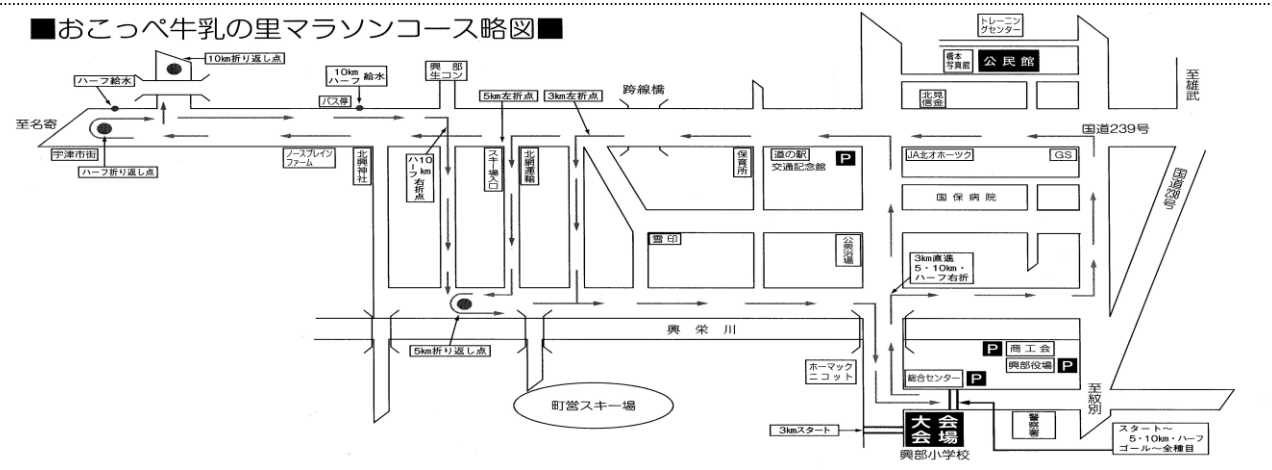 ■おこっぺ牛乳の里マラソンコース略図■
トレーニン
グセンター
10km折り返し点
橋本
写真館
公民館
ハーフ給水
10km
ハーフ 給水
興部
生コン
跨線橋
北見
信金
至雄武
バス停
5km左折点
3km左折点
至名寄
国道239号
宇津市街
ハーフ折り返し点
ノースプレイン
ファーム
北興神社
10km
ハーフ
右折点
スキー場入口
北網運輸
保育所
道の駅
交通記念館
P
JA北オホーツク
GS
国道238号
国保病院
雪印
公衆浴場
3km直進
5・10km・
ハーフ右折
興栄川
5km折り返し点
P
商工会
興部役場
P
ホーマック
ニコット
総合センター
P
至紋別
町営スキー場
3kmスタート
大会
会場
興部小学校
警察署
スタート~
5・10km・ハーフ
ゴール~全種目